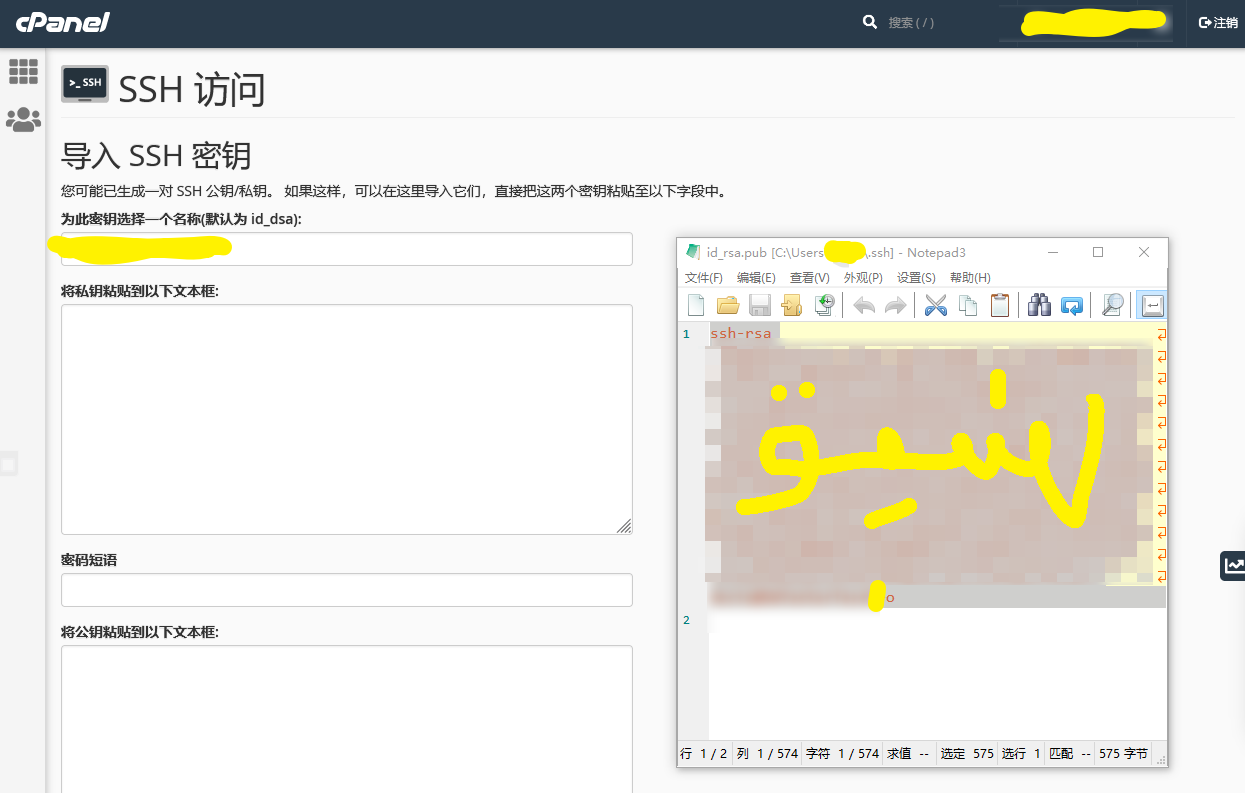 cPanel
搜索 ( / )
注销
>_ SSH
SSH 访问
导入 SSH 密钥
您可能已生成一对 SSH 公钥/私钥。 如果这样，可以在这里导入它们，直接把这两个密钥粘贴至以下字段中。
为此密钥选择一个名称(默认为 id_dsa):
将私钥粘贴到以下文本框:
密码短语
将公钥粘贴到以下文本框:
id_rsa.pub [C:\Users \.ssh] - Notepad3
文件(F) 编辑(E) 查看(V) 外观(P) 设置(S) 帮助(H)
1 ssh-rsa
o
2
行 1 / 2 列 1 / 574 字符 1 / 574 求值 -- 选定 575 选行 1 匹配 -- 575 字节